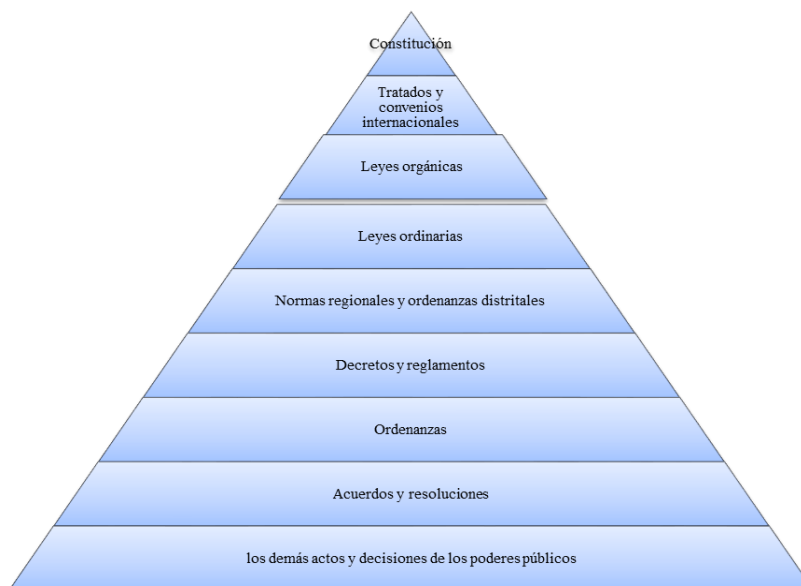 Constitución
Tratados y
convenios
internacionales
Leyes orgánicas
Leyes ordinarias
Normas regionales y ordenanzas distritales
Decretos y reglamentos
Ordenanzas
Acuerdos y resoluciones
los demás actos y decisiones de los poderes públicos